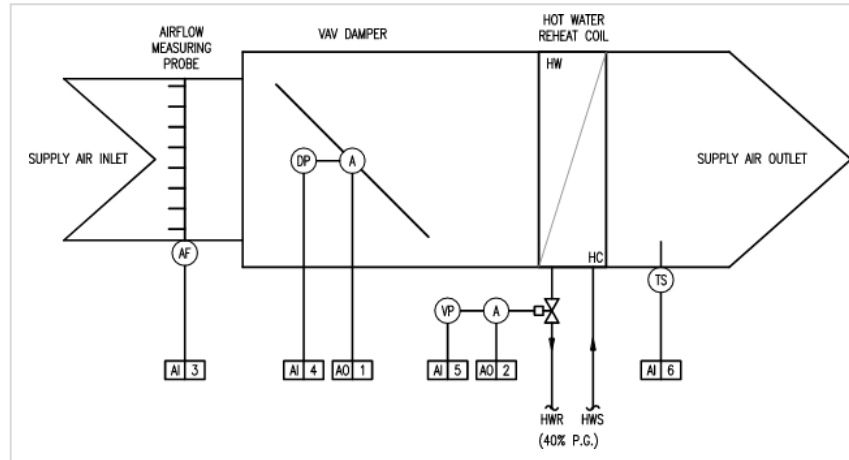 AIRFLOW
MEASURING
PROBE
VAV DAMPER
HOT WATER
REHEAT COIL
HW
SUPPLY AIR INLET
DP
A
SUPPLY AIR OUTLET
AF
HC
TS
VP
A
AI 3
AI 4
AO 1
AI 5
AO 2
AI 6
HWR
HWS
(40% P.G.)